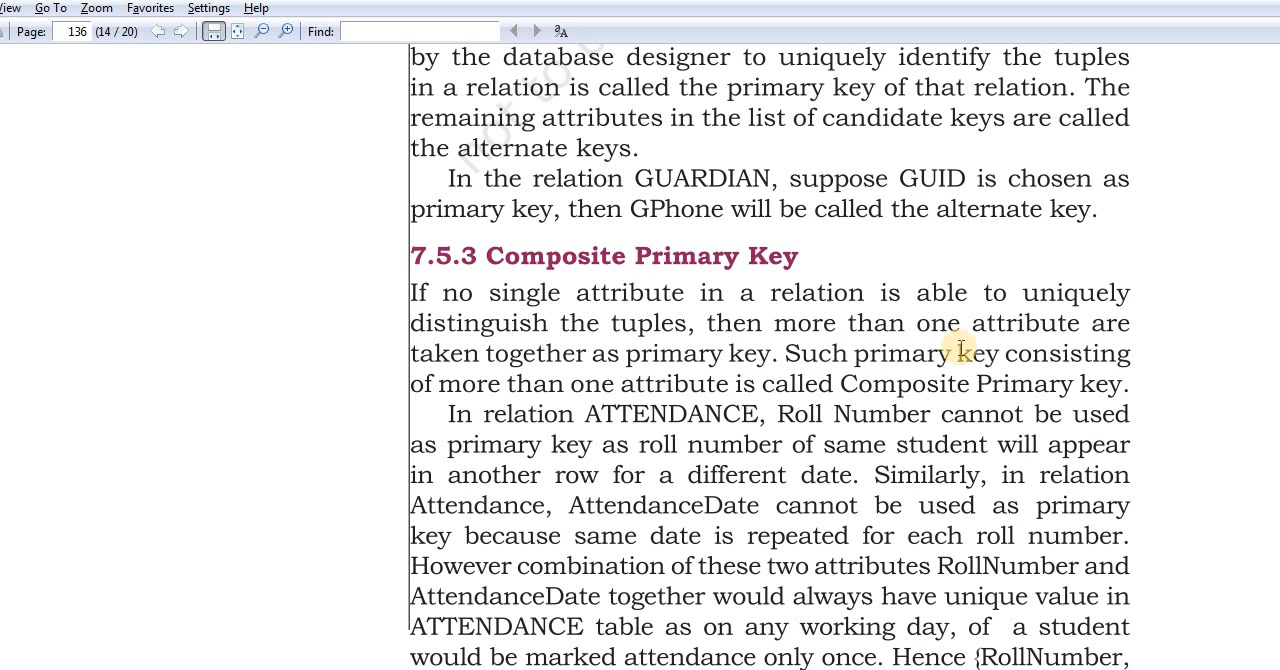 View Go To Zoom Favorites Settings Help
Page: 136 (14 / 20) Find:
by the database designer to uniquely identify the tuples
in a relation is called the primary key of that relation. The
remaining attributes in the list of candidate keys are called
the alternate keys.
In the relation GUARDIAN, suppose GUID is chosen as
primary key, then GPhone will be called the alternate key.
7.5.3 Composite Primary Key
If no single attribute in a relation is able to uniquely
distinguish the tuples, then more than one attribute are
taken together as primary key. Such primary key consisting
of more than one attribute is called Composite Primary key.
In relation ATTENDANCE, Roll Number cannot be used
as primary key as roll number of same student will appear
in another row for a different date. Similarly, in relation
Attendance, AttendanceDate cannot be used as primary
key because same date is repeated for each roll number.
However combination of these two attributes RollNumber and
AttendanceDate together would always have unique value in
ATTENDANCE table as on any working day, of a student
would be marked attendance only once. Hence {RollNumber,
not to